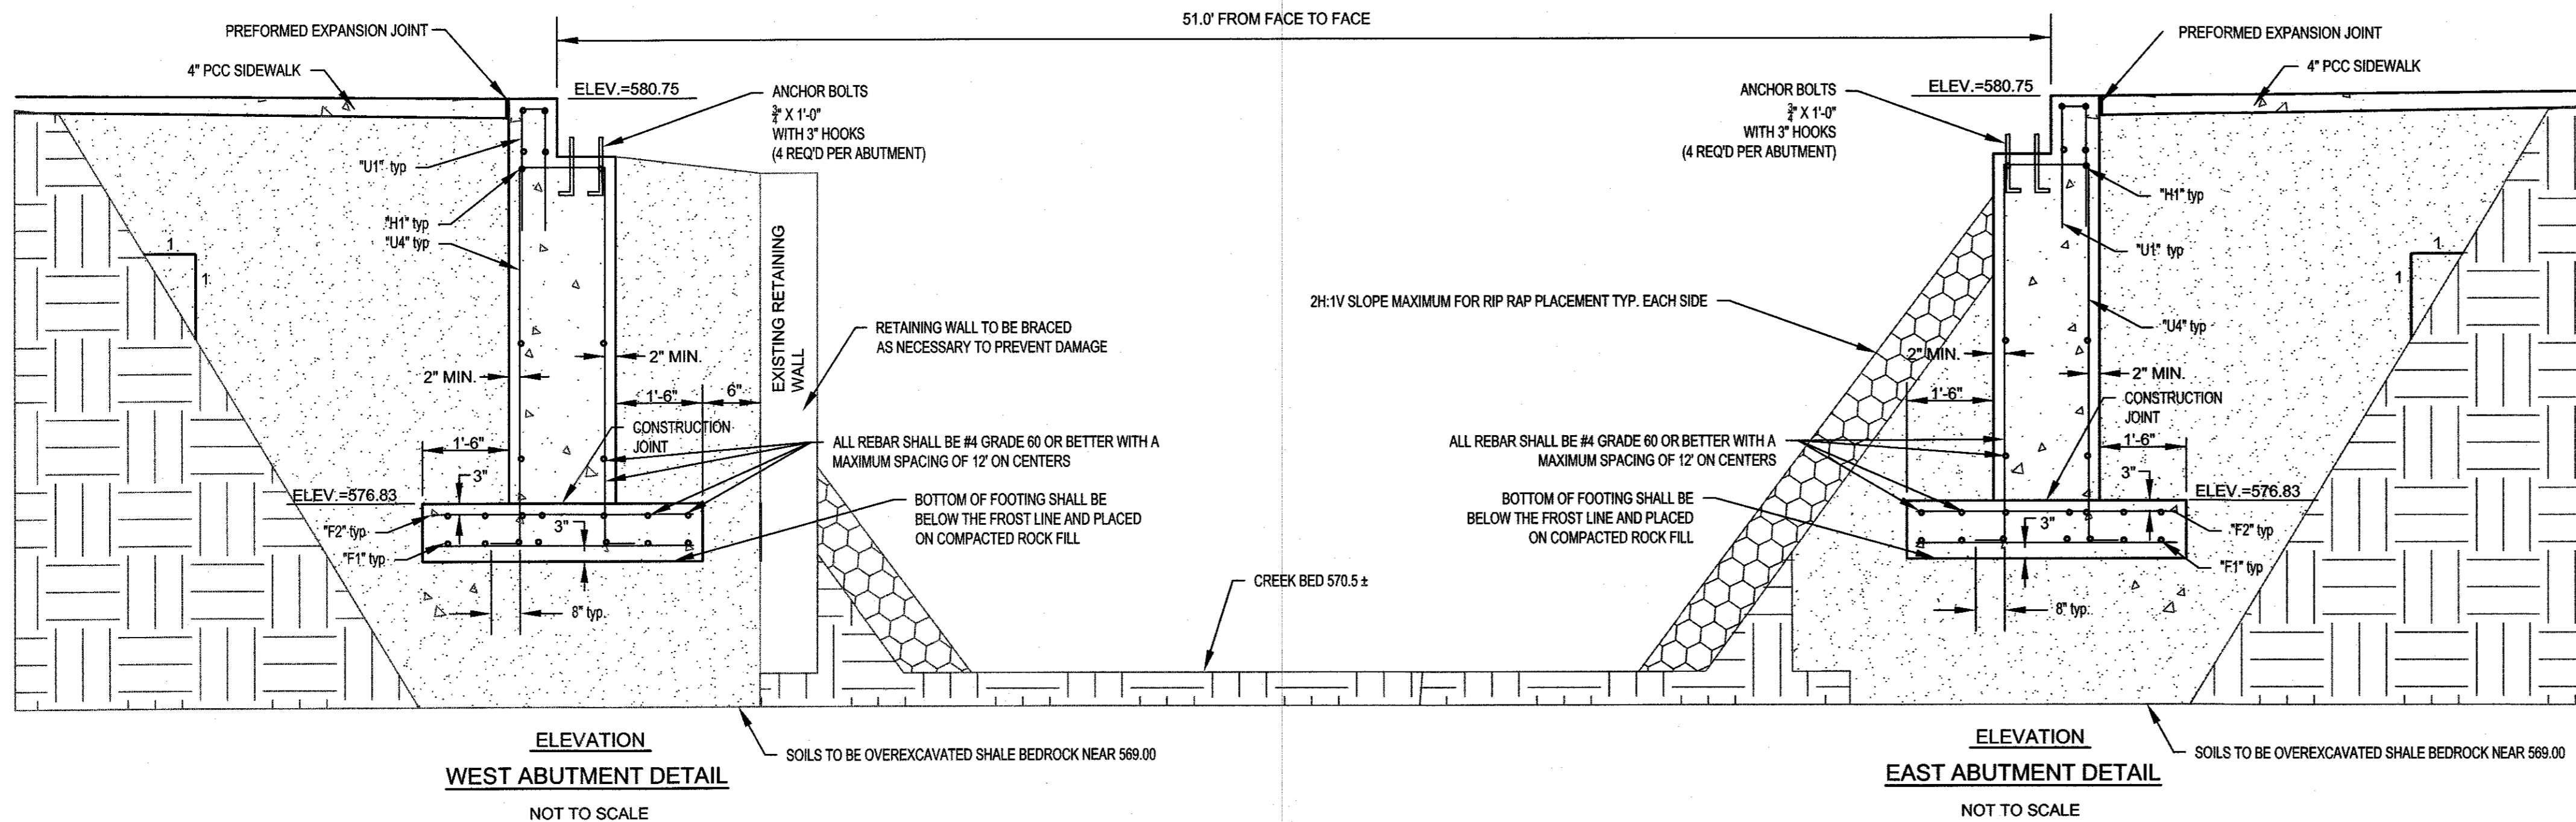 51.0' FROM FACE TO FACE
PREFORMED EXPANSION JOINT
4" PCC SIDEWALK
ELEV.=580.75
ANCHOR BOLTS
3/4" X 1'-0"
WITH 3" HOOKS
(4 REQ'D PER ABUTMENT)
"U1" typ
"H1" typ
"U4" typ
1
1
EXISTING RETAINING
WALL
RETAINING WALL TO BE BRACED
AS NECESSARY TO PREVENT DAMAGE
2" MIN.
2" MIN.
1'-6"
6"
CONSTRUCTION
JOINT
1'-6"
3"
ALL REBAR SHALL BE #4 GRADE 60 OR BETTER WITH A
MAXIMUM SPACING OF 12' ON CENTERS
ELEV.=576.83
"F2" typ
3"
"F1" typ
BOTTOM OF FOOTING SHALL BE
BELOW THE FROST LINE AND PLACED
ON COMPACTED ROCK FILL
8" typ.
CREEK BED 570.5 ±
SOILS TO BE OVEREXCAVATED SHALE BEDROCK NEAR 569.00
ELEVATION
WEST ABUTMENT DETAIL
NOT TO SCALE
PREFORMED EXPANSION JOINT
4" PCC SIDEWALK
ELEV.=580.75
ANCHOR BOLTS
3/4" X 1'-0"
WITH 3" HOOKS
(4 REQ'D PER ABUTMENT)
"H1" typ
"U1" typ
1
1
2H:1V SLOPE MAXIMUM FOR RIP RAP PLACEMENT TYP. EACH SIDE
"U4" typ
2" MIN.
2" MIN.
1'-6"
CONSTRUCTION
JOINT
1'-6"
ALL REBAR SHALL BE #4 GRADE 60 OR BETTER WITH A
MAXIMUM SPACING OF 12' ON CENTERS
3"
ELEV.=576.83
BOTTOM OF FOOTING SHALL BE
BELOW THE FROST LINE AND PLACED
ON COMPACTED ROCK FILL
3"
"F2" typ
"F1" typ
8" typ.
SOILS TO BE OVEREXCAVATED SHALE BEDROCK NEAR 569.00
ELEVATION
EAST ABUTMENT DETAIL
NOT TO SCALE